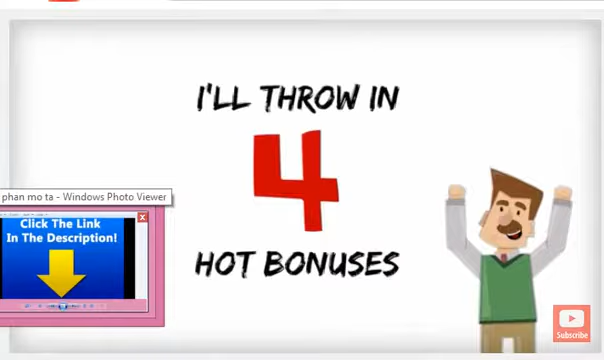 I'LL THROW IN
4
HOT BONUSES
phan mo ta - Windows Photo Viewer
Click The Link
In The Description!
Subscribe